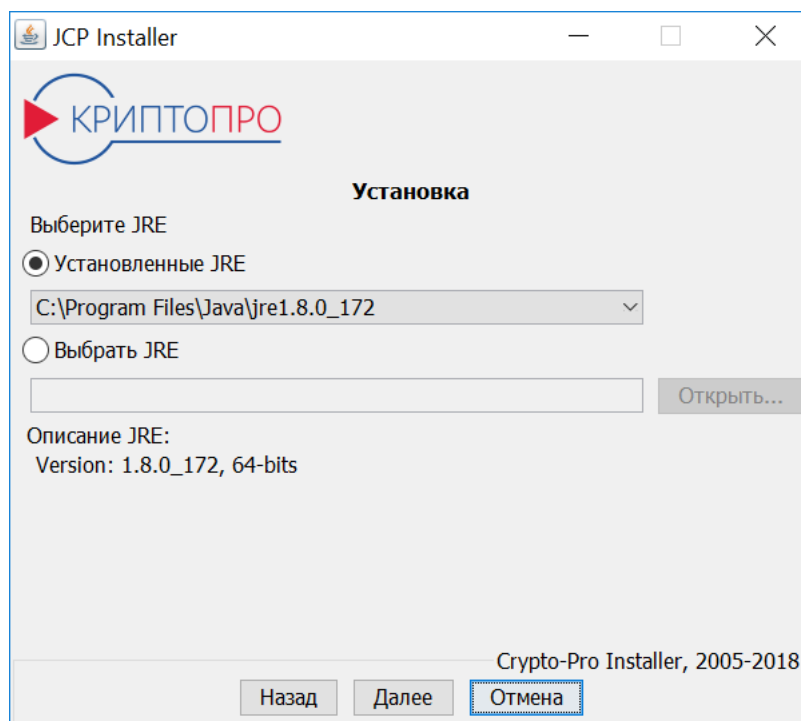 JCP Installer
КРИПТОПРО
Установка
Выберите JRE
Установленные JRE
C:\Program Files\Java\jre1.8.0_172
Выбрать JRE
Открыть...
Описание JRE:
Version: 1.8.0_172, 64-bits
Crypto-Pro Installer, 2005-2018
Назад Далее Отмена